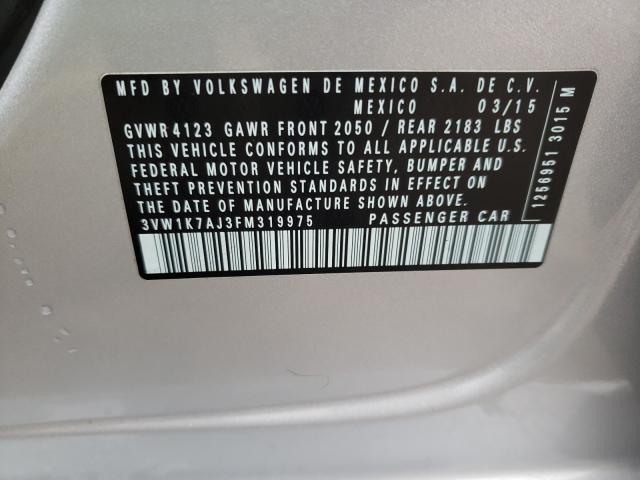 MFD BY VOLKSWAGEN DE MEXICO S.A. DE C.V.
MEXICO 03/15
GVWR 4123 GAWR FRONT 2050 / REAR 2183 LBS
THIS VEHICLE CONFORMS TO ALL APPLICABLE U.S.
FEDERAL MOTOR VEHICLE SAFETY, BUMPER AND
THEFT PREVENTION STANDARDS IN EFFECT ON
THE DATE OF MANUFACTURE SHOWN ABOVE.
3VW1K7AJ3FM319975 PASSENGER CAR
1256951 3015 M